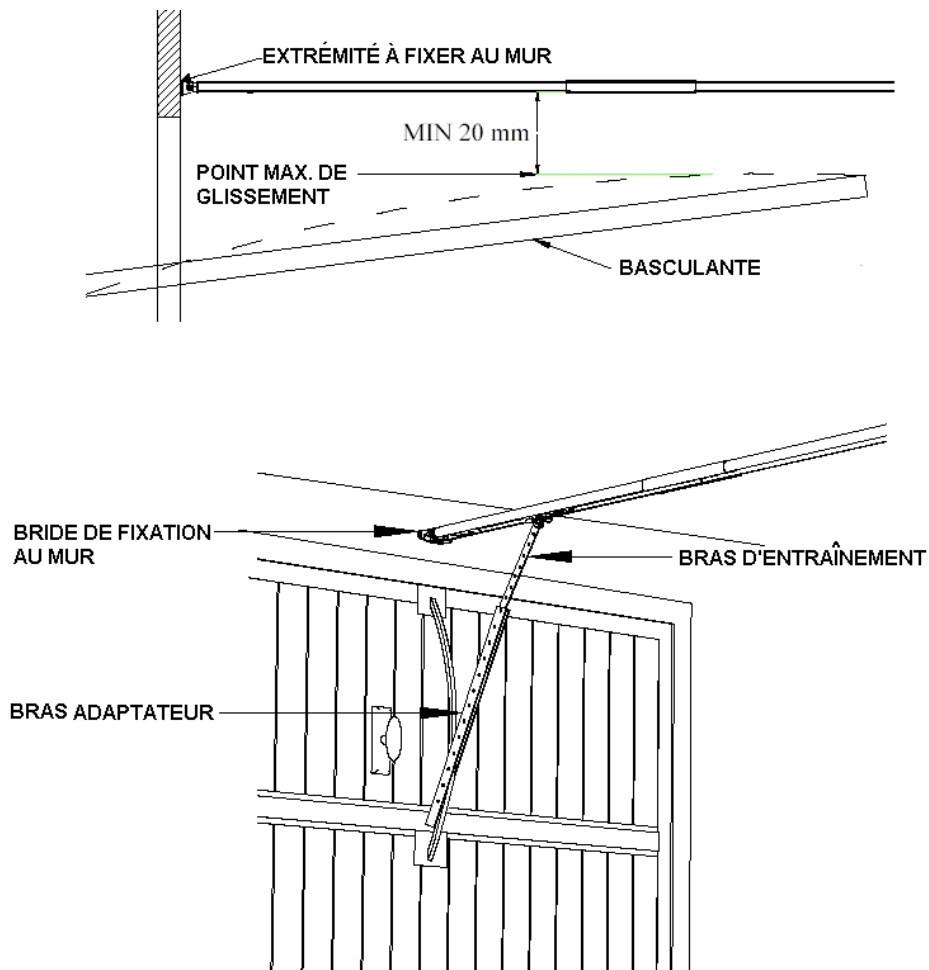 EXTRÉMITÉ À FIXER AU MUR
MIN 20 mm
POINT MAX. DE
GLISSEMENT
BASCULANTE
BRIDE DE FIXATION
AU MUR
BRAS D'ENTRAÎNEMENT
BRAS ADAPTATEUR